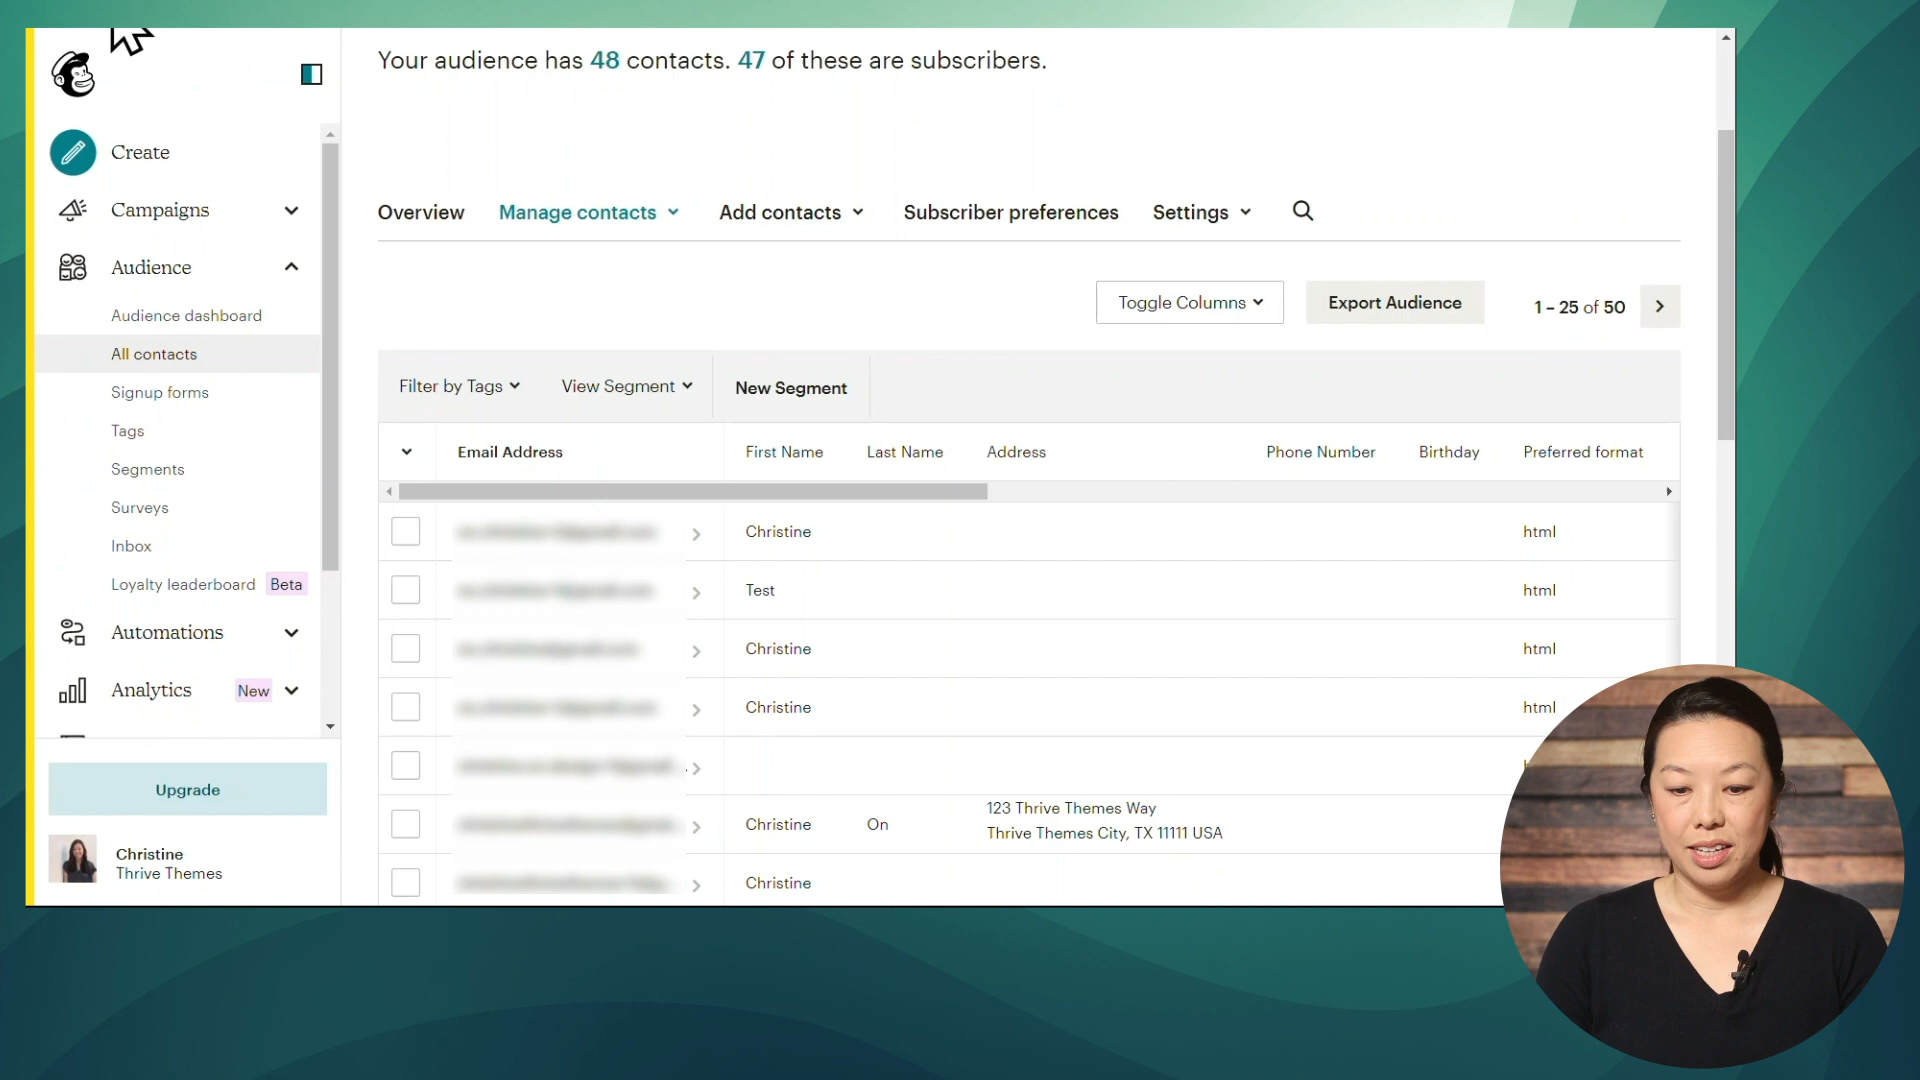 Your audience has 48 contacts. 47 of these are subscribers.
Create
Campaigns
Audience
Audience dashboard
All contacts
Signup forms
Tags
Segments
Surveys
Inbox
Loyalty leaderboard Beta
Automations
Analytics New
Upgrade
Christine
Thrive Themes
Overview Manage contacts Add contacts Subscriber preferences Settings
Toggle Columns Export Audience 1 – 25 of 50
Filter by Tags View Segment New Segment
Email Address First Name Last Name Address Phone Number Birthday Preferred format
Christine html
Test html
Christine html
Christine html
Christine On 123 Thrive Themes Way
Thrive Themes City, TX 11111 USA
Christine